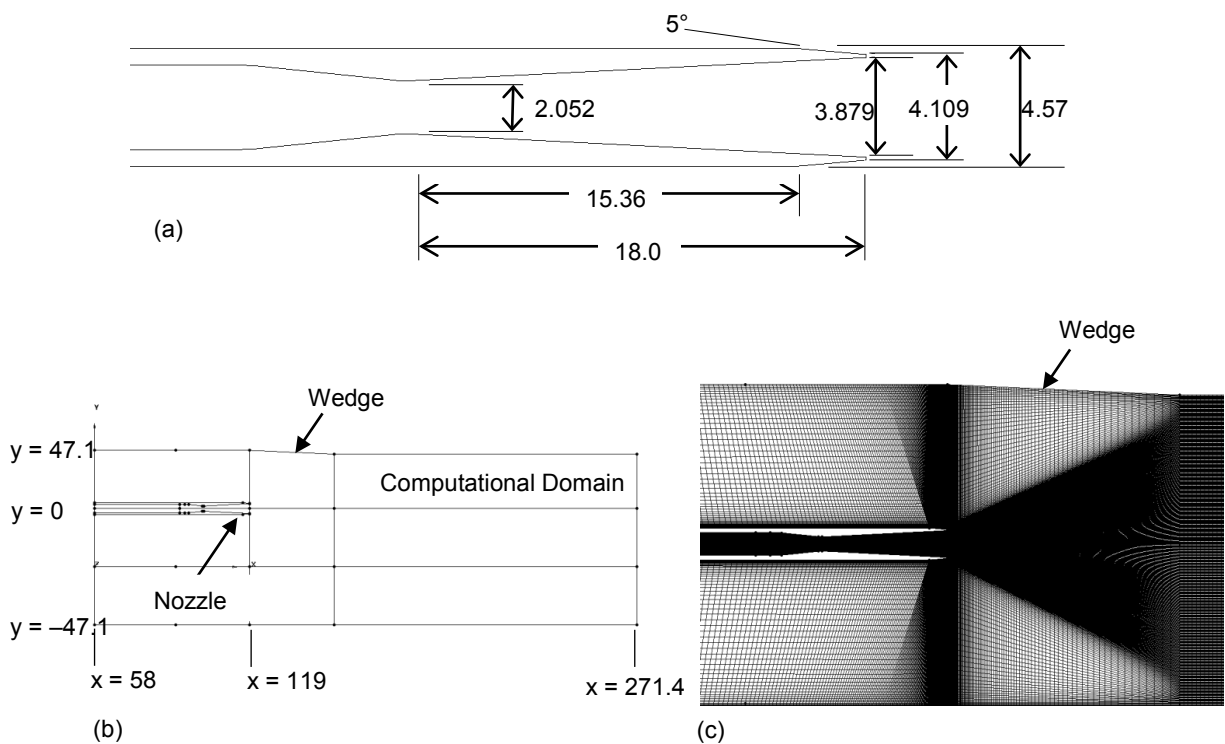 5°
2.052
3.879
4.109
4.57
15.36
18.0
(a)
Wedge
Y
y = 47.1
Computational Domain
y = 0
X
Nozzle
y = –47.1
x = 58
x = 119
x = 271.4
(b)
Wedge
(c)